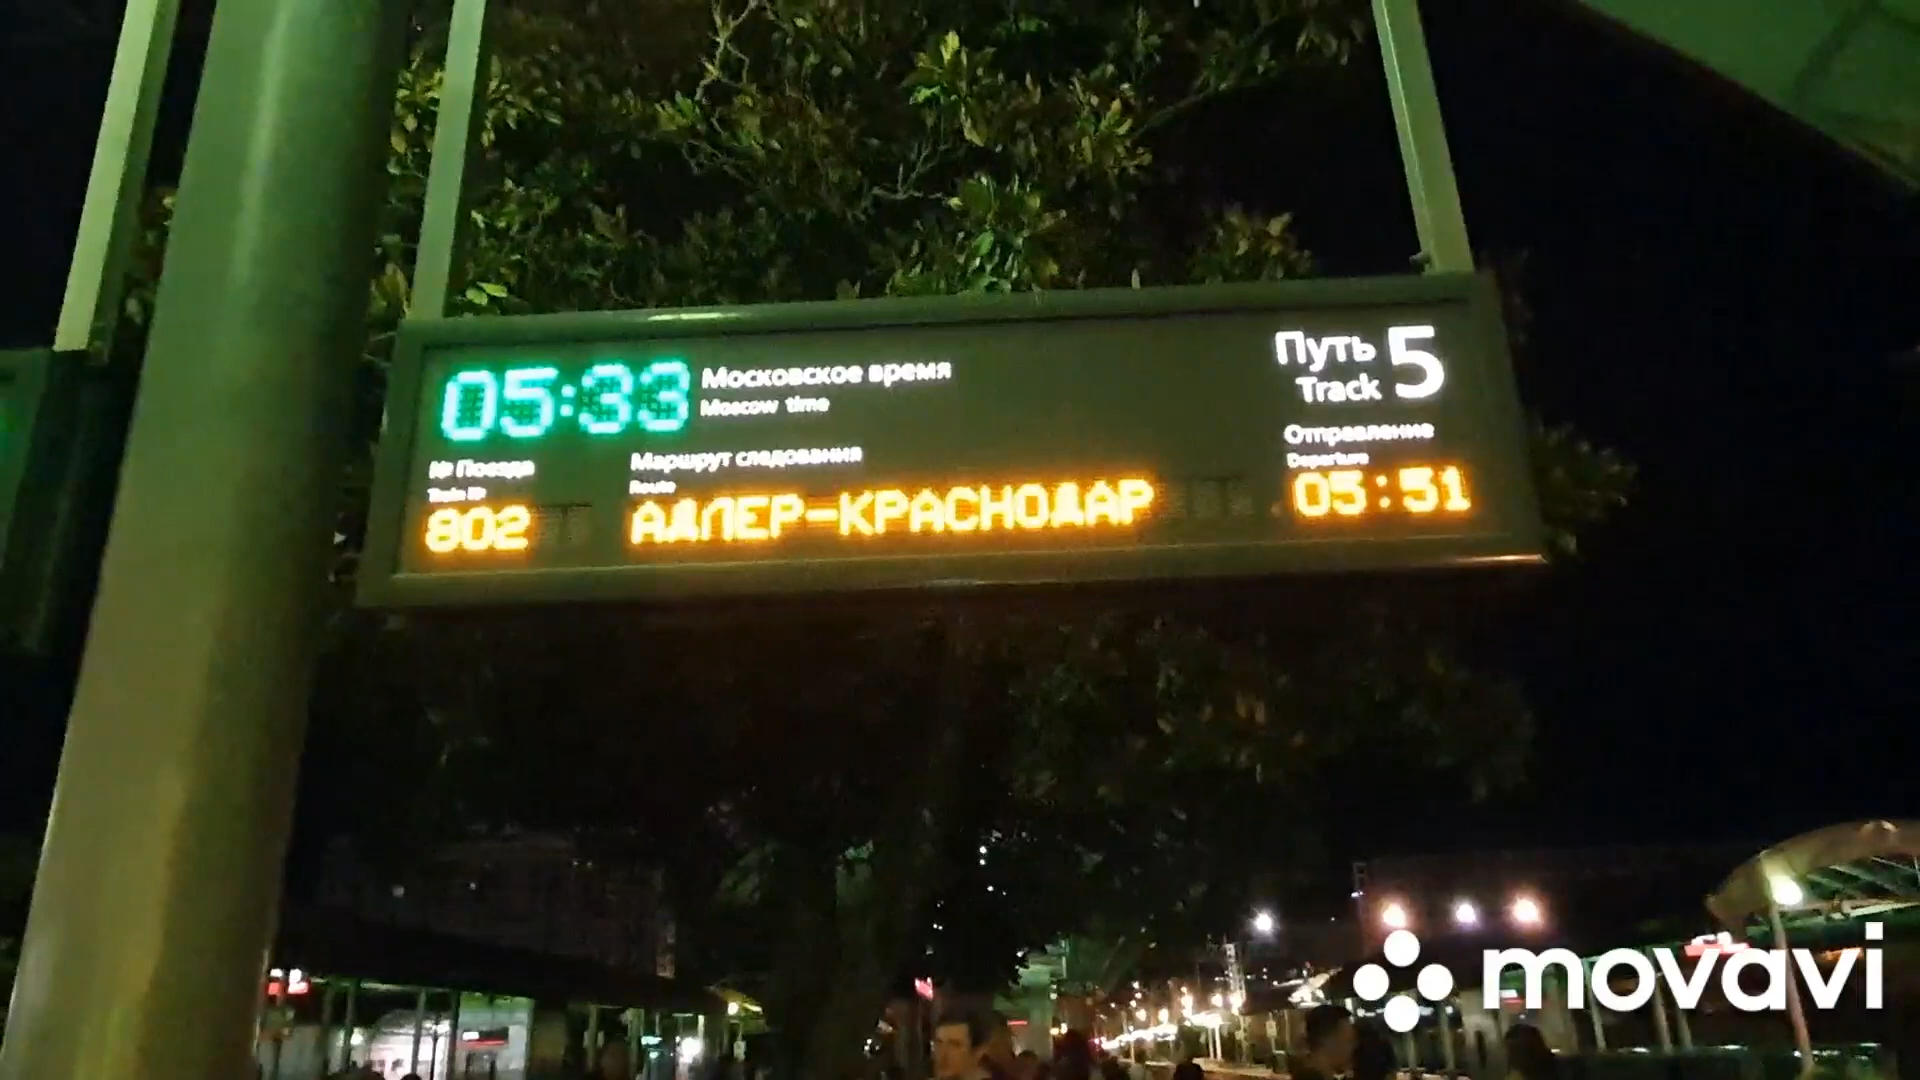 05:33 Московское время
Moscow time
Путь 5
Track
№ Поезда
Train №
802
Маршрут следования
Route
АДЛЕР-КРАСНОДАР
Отправление
Departure
05:51
movavi